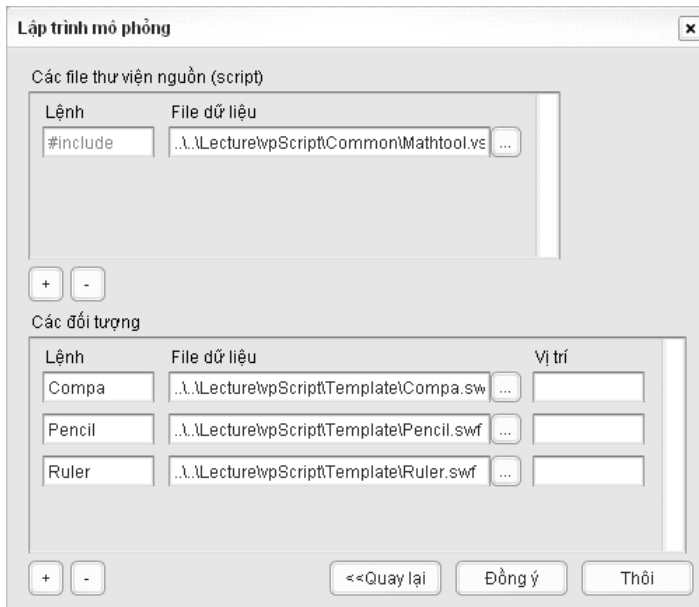 Lập trình mô phỏng
Các file thư viện nguồn (script)
Lệnh File dữ liệu
#include ..\..\Lecture\vpScript\Common\Mathtool.vs ...
+ -
Các đối tượng
Lệnh File dữ liệu Vị trí
Compa ..\..\Lecture\vpScript\Template\Compa.sw ...
Pencil ..\..\Lecture\vpScript\Template\Pencil.swf ...
Ruler ..\..\Lecture\vpScript\Template\Ruler.swf ...
+ - <<Quay lại Đồng ý Thôi